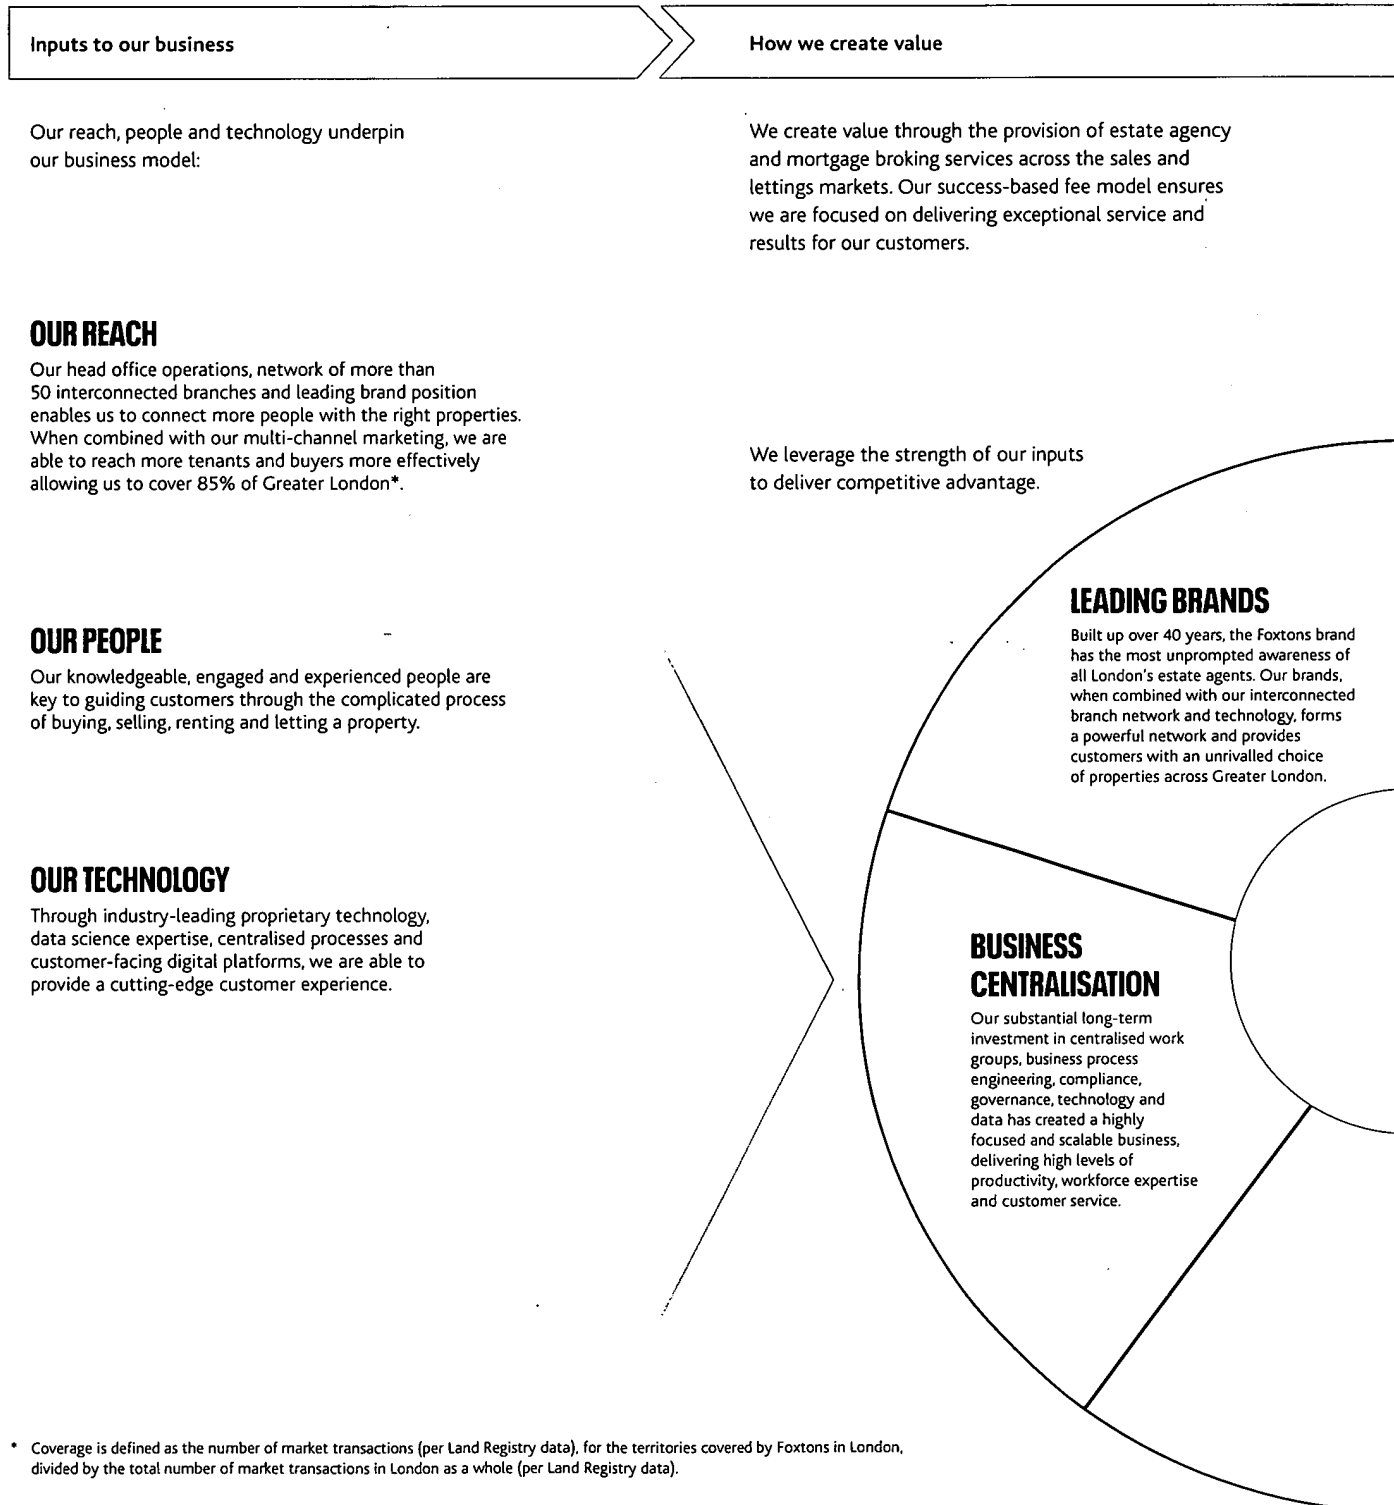 Inputs to our business
How we create value
Our reach, people and technology underpin
our business model:
We create value through the provision of estate agency
and mortgage broking services across the sales and
lettings markets. Our success-based fee model ensures
we are focused on delivering exceptional service and
results for our customers.
OUR REACH
Our head office operations, network of more than
50 interconnected branches and leading brand position
enables us to connect more people with the right properties.
When combined with our multi-channel marketing, we are
able to reach more tenants and buyers more effectively
allowing us to cover 85% of Greater London*.
We leverage the strength of our inputs
to deliver competitive advantage.
LEADING BRANDS
Built up over 40 years, the Foxtons brand
has the most unprompted awareness of
all London's estate agents. Our brands,
when combined with our interconnected
branch network and technology, forms
a powerful network and provides
customers with an unrivalled choice
of properties across Greater London.
OUR PEOPLE
Our knowledgeable, engaged and experienced people are
key to guiding customers through the complicated process
of buying, selling, renting and letting a property.
OUR TECHNOLOGY
Through industry-leading proprietary technology,
data science expertise, centralised processes and
customer-facing digital platforms, we are able to
provide a cutting-edge customer experience.
BUSINESS
CENTRALISATION
Our substantial long-term
investment in centralised work
groups, business process
engineering, compliance,
governance, technology and
data has created a highly
focused and scalable business,
delivering high levels of
productivity, workforce expertise
and customer service.
* Coverage is defined as the number of market transactions (per Land Registry data), for the territories covered by Foxtons in London,
divided by the total number of market transactions in London as a whole (per Land Registry data).